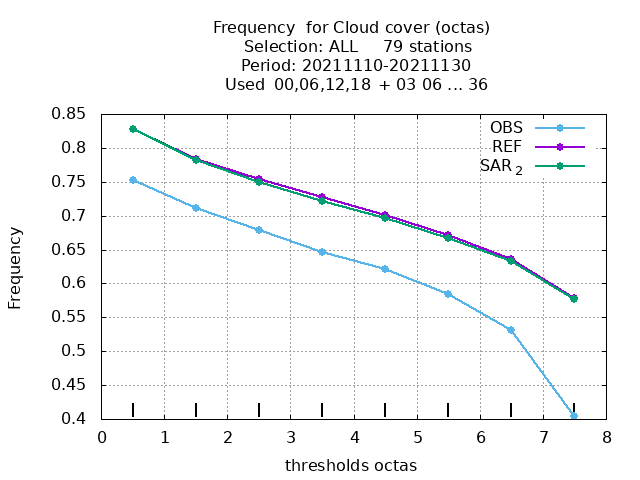 Frequency  for Cloud cover (octas)
Selection: ALL     79 stations
Period: 20211110-20211130
Used  00,06,12,18  + 03 06 ... 36
OBS
REF
SAR 2
0.85
0.8
0.75
0.7
0.65
0.6
0.55
0.5
0.45
0.4
Frequency
0 1 2 3 4 5 6 7 8
thresholds octas